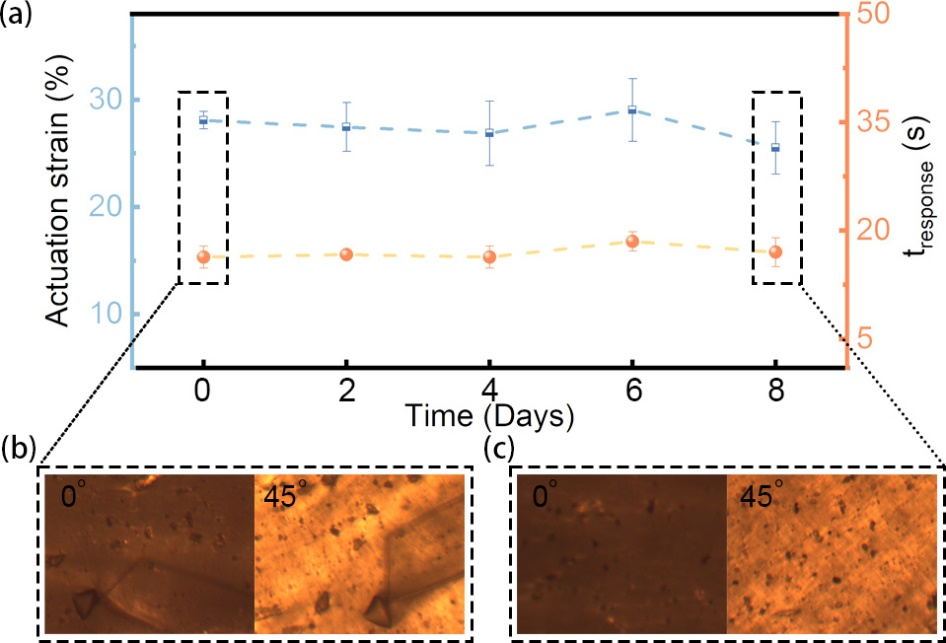 (a)
Actuation strain (%)
30
20
10
50
35
20
5
t_response (s)
0 2 4 6 8
Time (Days)
(b)
0° 45°
(c)
0° 45°